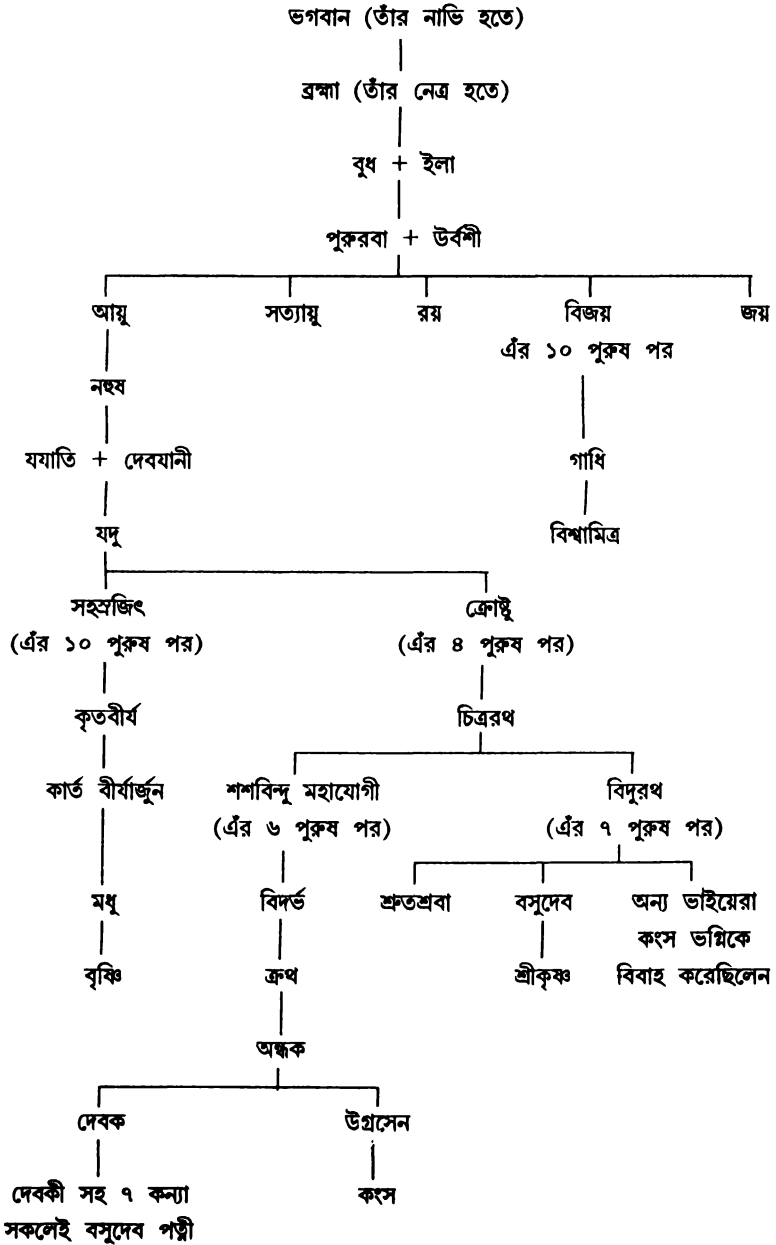 ভগবান (তাঁর নাভি হতে)
ব্রহ্মা (তাঁর নেত্র হতে)
বুধ + ইলা
পুরুরবা + উর্বশী
আয়ু সত্যায়ু রয় বিজয় জয়
এঁর ১০ পুরুষ পর
নহুষ
যযাতি + দেবযানী গাধি
যদু বিশ্বামিত্র
সহস্রজিৎ ক্রোষ্টু
(এঁর ১০ পুরুষ পর) (এঁর ৪ পুরুষ পর)
কৃতবীর্য চিত্ররথ
কার্ত বীর্যার্জুন শশবিন্দু মহাযোগী বিদুরথ
(এঁর ৬ পুরুষ পর) (এঁর ৭ পুরুষ পর)
মধু বিদর্ভ শ্রুতশ্রবা বসুদেব অন্য ভাইয়েরা
কংস ভগ্নিকে
বৃষ্ণি ক্রথ শ্রীকৃষ্ণ বিবাহ করেছিলেন
অন্ধক
দেবক উগ্রসেন
দেবকী সহ ৭ কন্যা কংস
সকলেই বসুদেব পত্নী